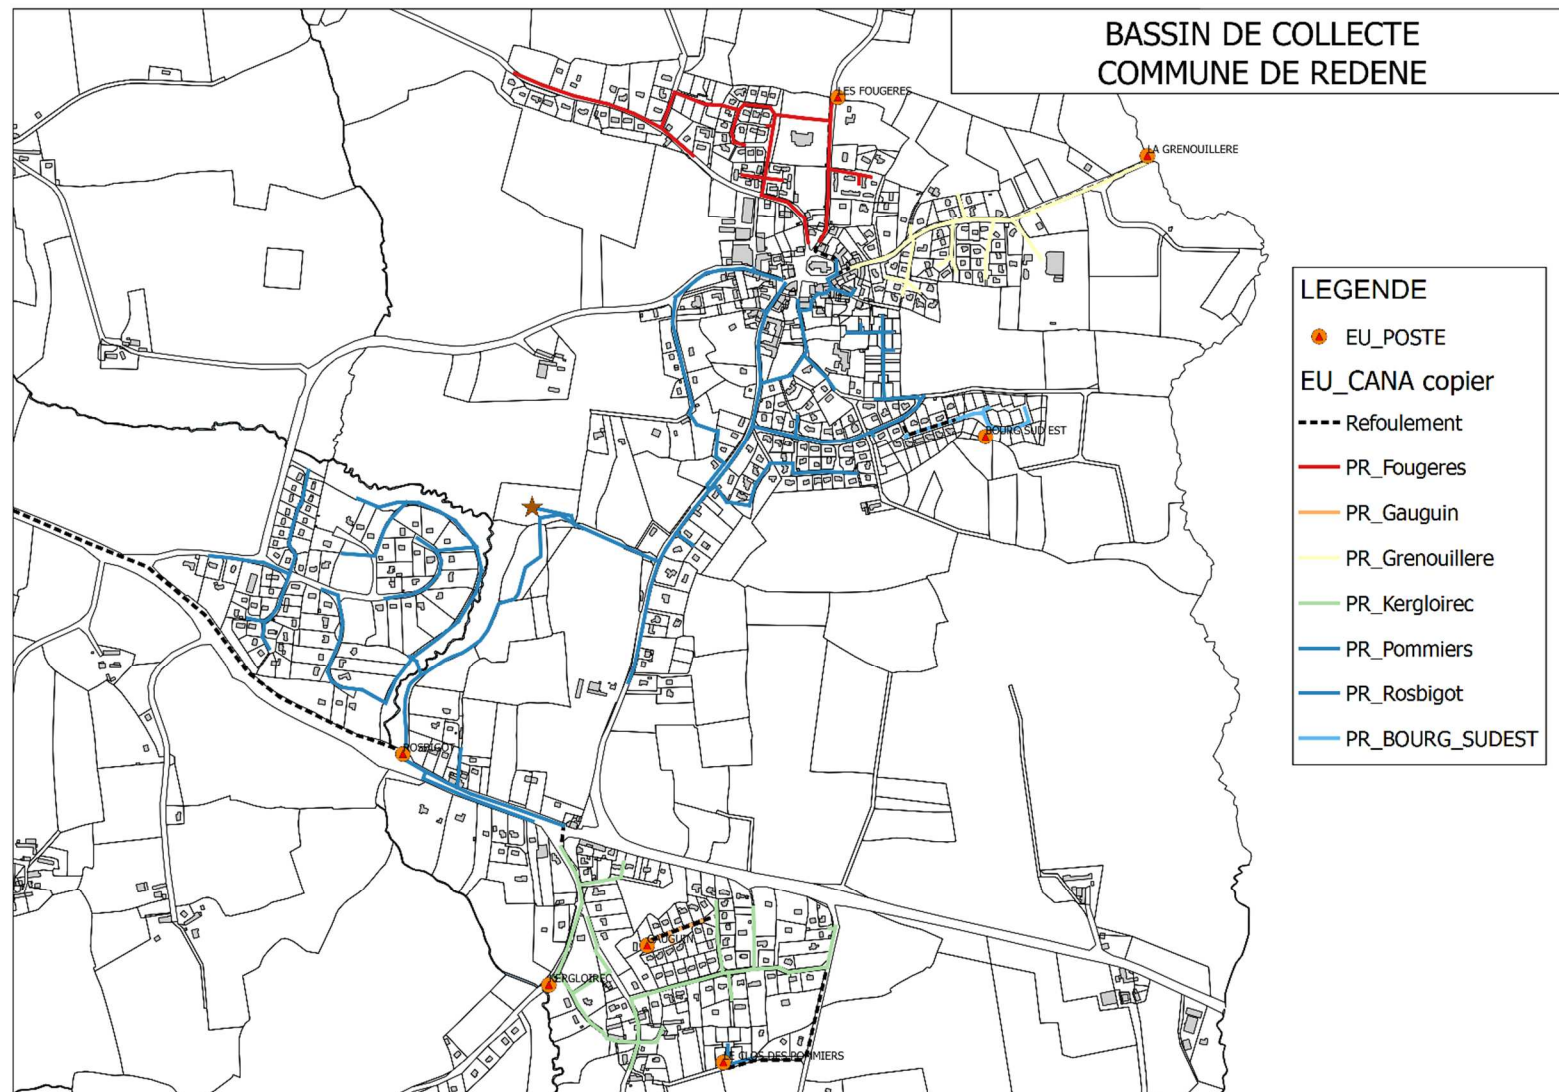 BASSIN DE COLLECTE
COMMUNE DE REDENE
LES FOUGERES
LA GRENOUILLERE
LEGENDE
EU_POSTE
EU_CANA copier
Refoulement
PR_Fougeres
PR_Gauguin
PR_Grenouillere
PR_Kergloirec
PR_Pommiers
PR_Rosbigot
PR_BOURG_SUDEST
BOURG SUD EST
ROSBIGOT
GAUGUIN
KERGLOIREC
LE CLOS DES POMMIERS